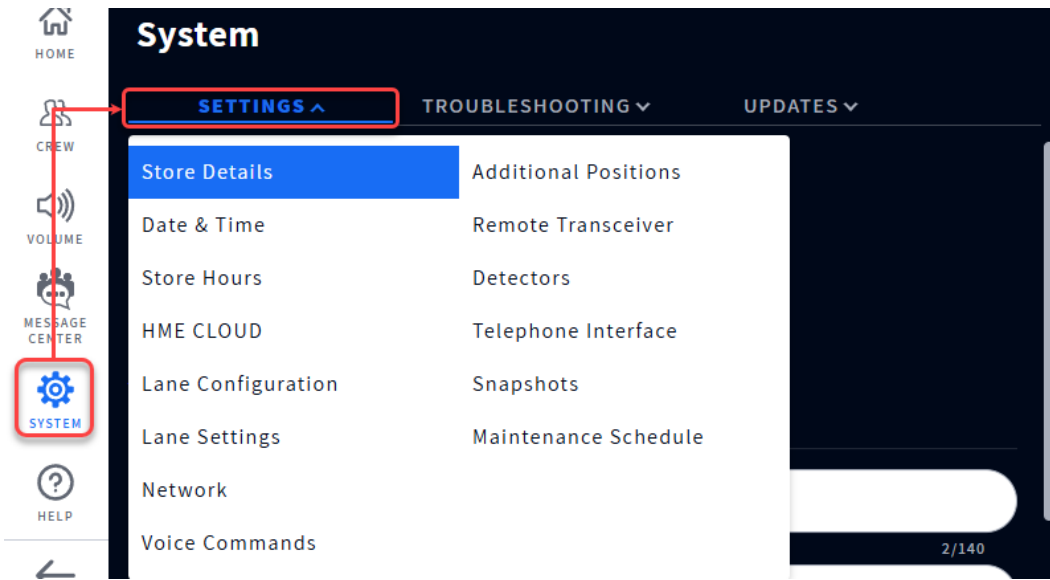 HOME
CREW
VOLUME
MESSAGE
CENTER
SYSTEM
HELP
System
SETTINGS
TROUBLESHOOTING
UPDATES
Store Details
Date & Time
Store Hours
HME CLOUD
Lane Configuration
Lane Settings
Network
Voice Commands
Additional Positions
Remote Transceiver
Detectors
Telephone Interface
Snapshots
Maintenance Schedule
2/140